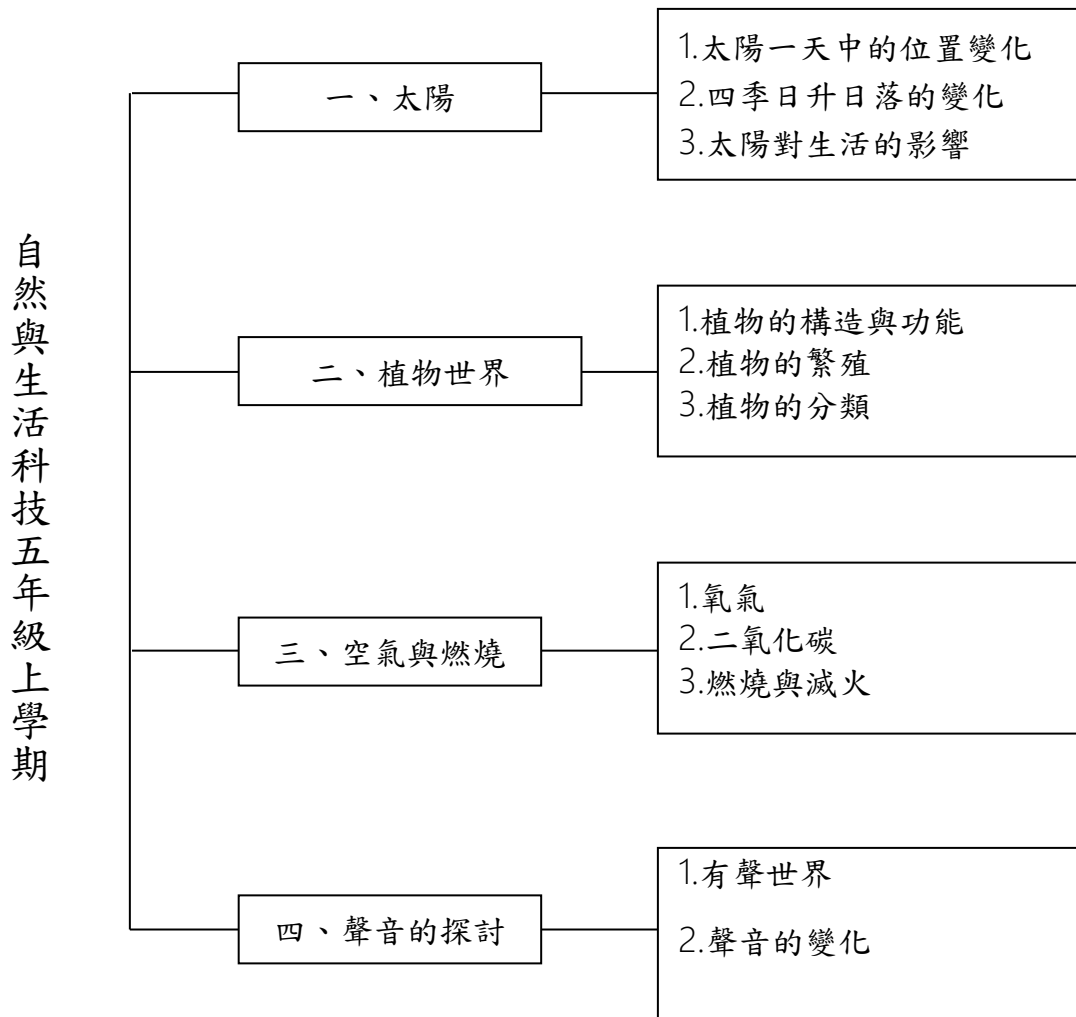 自然與生活科技五年級上學期
一、太陽
1.太陽一天中的位置變化
2.四季日升日落的變化
3.太陽對生活的影響
二、植物世界
1.植物的構造與功能
2.植物的繁殖
3.植物的分類
三、空氣與燃燒
1.氧氣
2.二氧化碳
3.燃燒與滅火
四、聲音的探討
1.有聲世界
2.聲音的變化